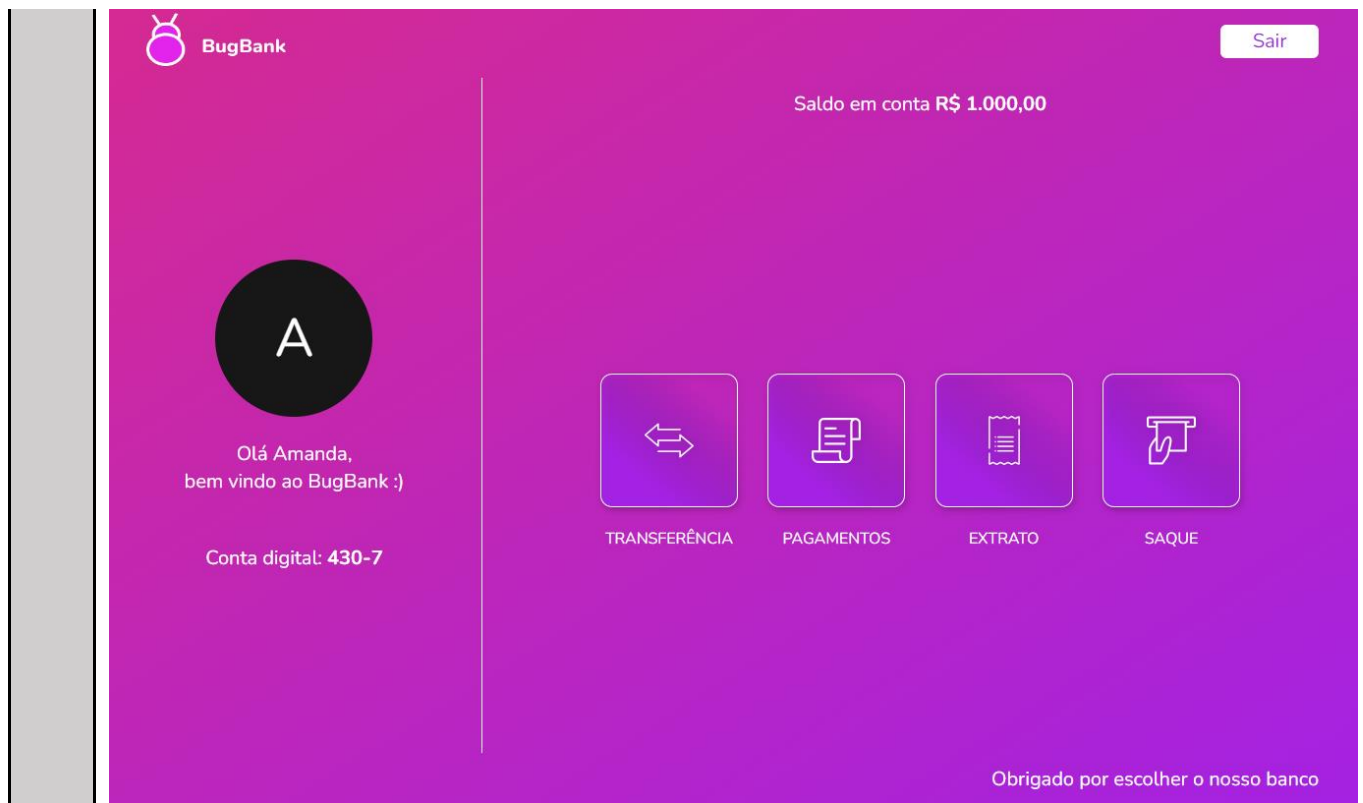 BugBank
Sair
Saldo em conta R$ 1.000,00
A
Olá Amanda,
bem vindo ao BugBank :)
Conta digital: 430-7
TRANSFERÊNCIA
PAGAMENTOS
EXTRATO
SAQUE
Obrigado por escolher o nosso banco